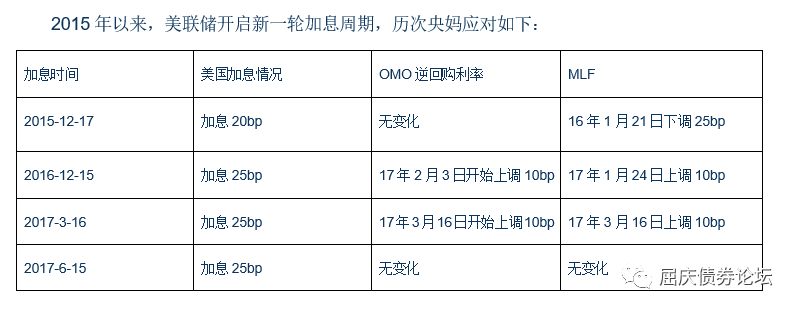 2015 年以来，美联储开启新一轮加息周期，历次央妈应对如下：
加息时间 美国加息情况 OMO 逆回购利率 MLF
2015-12-17 加息 20bp 无变化 16 年 1 月 21 日下调 25bp
2016-12-15 加息 25bp 17 年 2 月 3 日开始上调 10bp 17 年 1 月 24 日上调 10bp
2017-3-16 加息 25bp 17 年 3 月 16 日开始上调 10bp 17 年 3 月 16 日上调 10bp
2017-6-15 加息 25bp 无变化 无变化
屈庆债券论坛